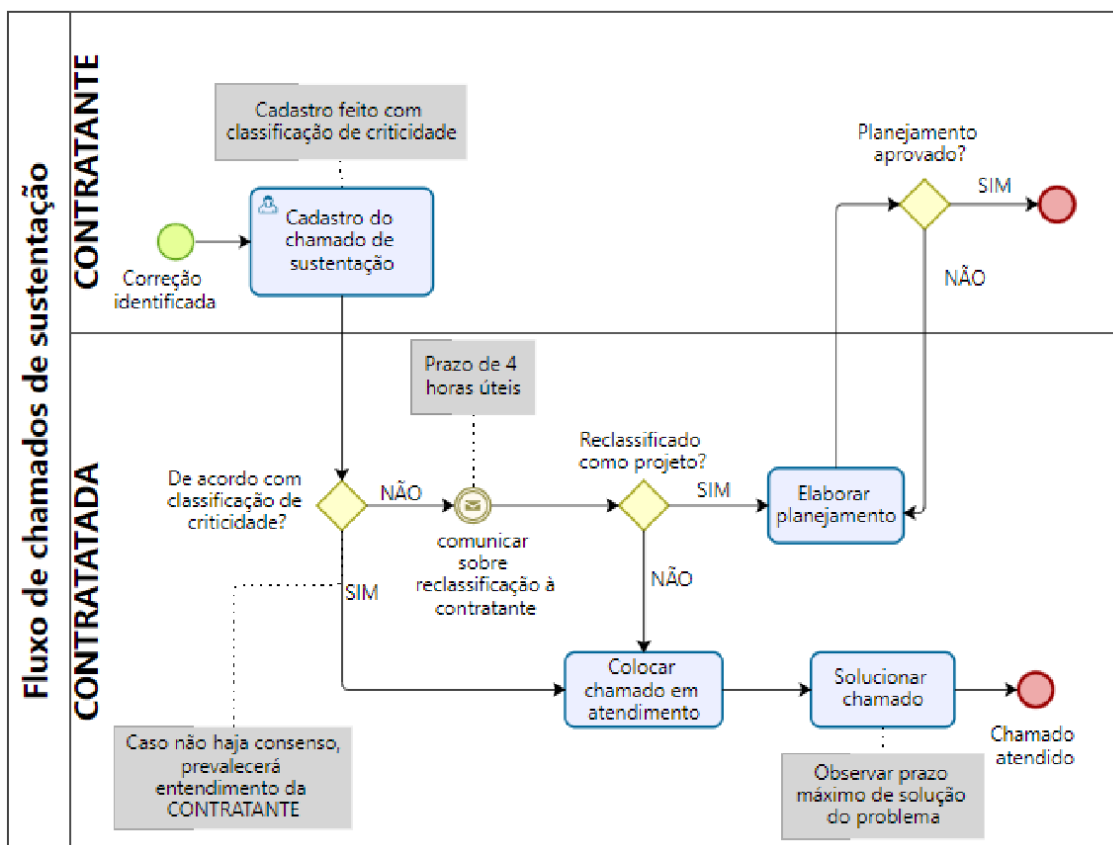 Fluxo de chamados de sustentação
CONTRATANTE
Cadastro feito com
classificação de criticidade
Cadastro do
chamado de
sustentação
Correção
identificada
Planejamento
aprovado?
SIM
NÃO
CONTRATATADA
Prazo de 4
horas úteis
De acordo com
classificação de
criticidade?
NÃO
SIM
comunicar
sobre
reclassificação à
contratante
Reclassificado
como projeto?
SIM
NÃO
Elaborar
planejamento
Colocar
chamado em
atendimento
Solucionar
chamado
Chamado
atendido
Caso não haja consenso,
prevalecerá
entendimento da
CONTRATANTE
Observar prazo
máximo de solução
do problema